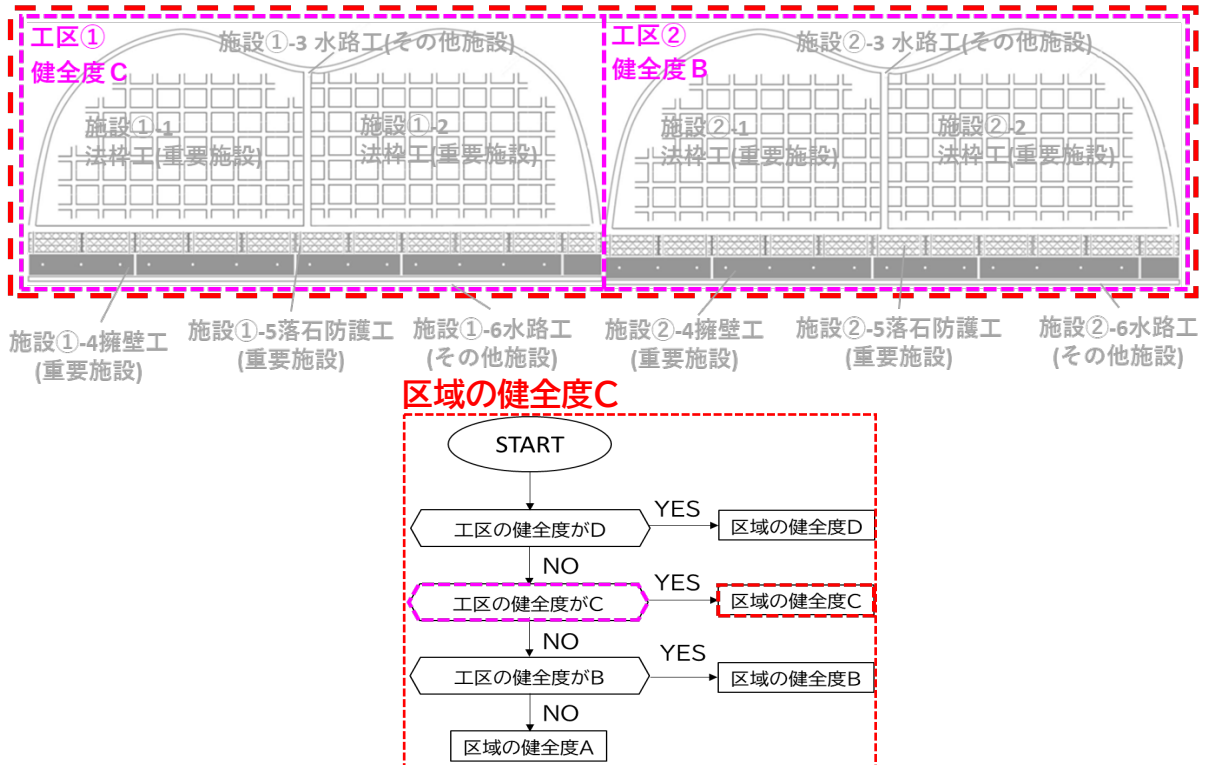 工区①
健全度C
施設①-3 水路工(その他施設)
施設①-1
法枠工(重要施設)
施設①-2
法枠工(重要施設)
工区②
健全度B
施設②-3 水路工(その他施設)
施設②-1
法枠工(重要施設)
施設②-2
法枠工(重要施設)
施設①-4擁壁工
(重要施設)
施設①-5落石防護工
(重要施設)
施設①-6水路工
(その他施設)
施設②-4擁壁工
(重要施設)
施設②-5落石防護工
(重要施設)
施設②-6水路工
(その他施設)
区域の健全度C
START
工区の健全度がD
YES
区域の健全度D
NO
工区の健全度がC
YES
区域の健全度C
NO
工区の健全度がB
YES
区域の健全度B
NO
区域の健全度A